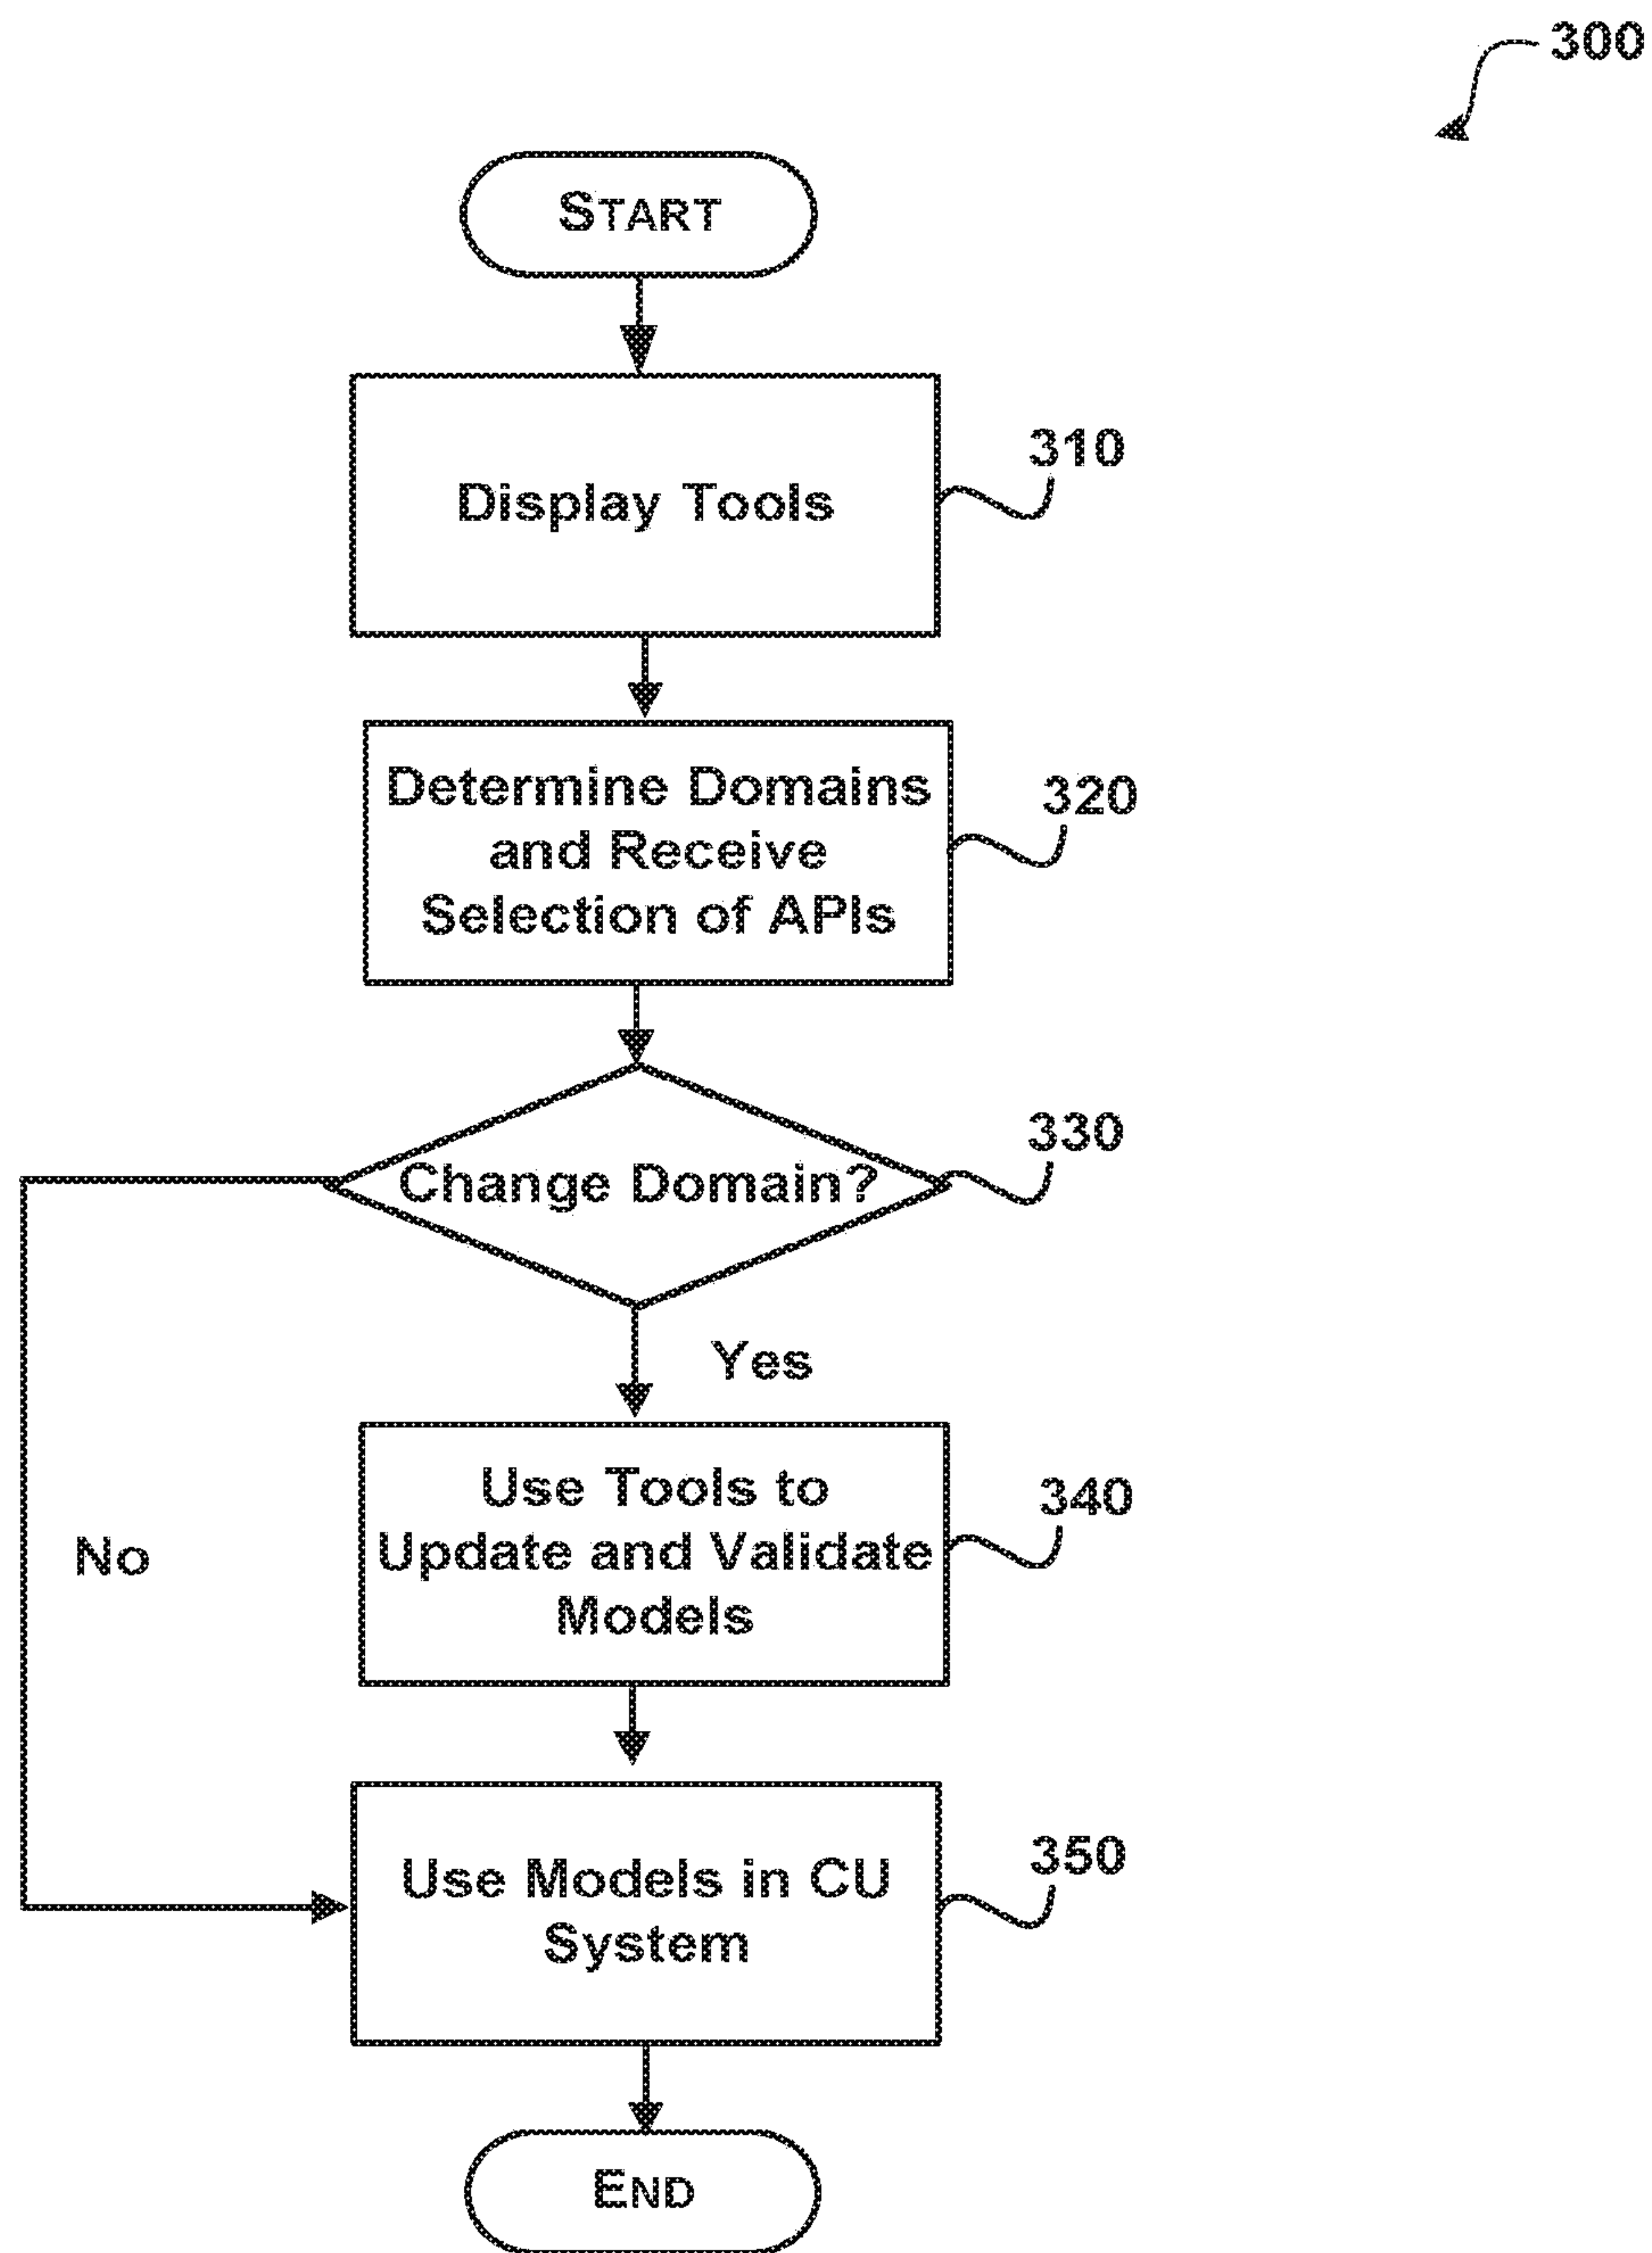 300
START
Display Tools
310
Determine Domains
and Receive
Selection of APIs
320
Change Domain?
330
Yes
No
Use Tools to
Update and Validate
Models
340
Use Models in CU
System
350
END